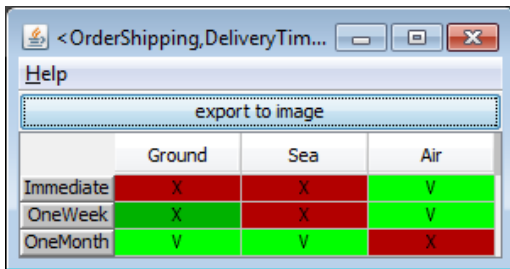 <OrderShipping,DeliveryTim...
Help
export to image
Ground Sea Air
Immediate X X V
OneWeek X X V
OneMonth V V X